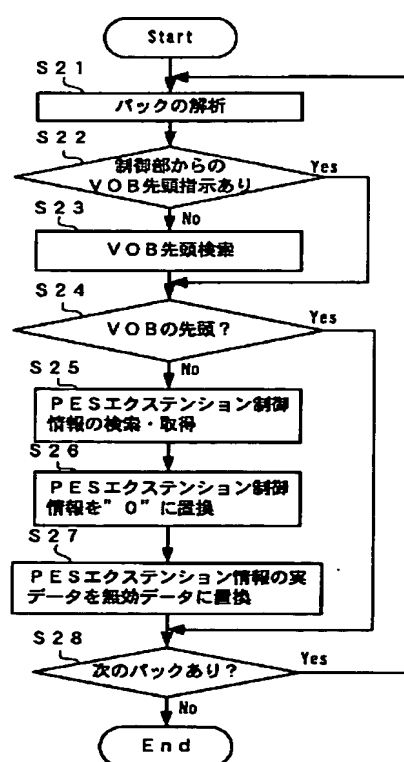 Start
S21
パックの解析
S22
制御部からの
VOB先頭指示あり
Yes
No
S23
VOB先頭検索
S24
VOBの先頭?
Yes
No
S25
PESエクステンション制御
情報の検索・取得
S26
PESエクステンション制御
情報を"0"に置換
S27
PESエクステンション情報の実
データを無効データに置換
S28
次のパックあり?
Yes
No
End